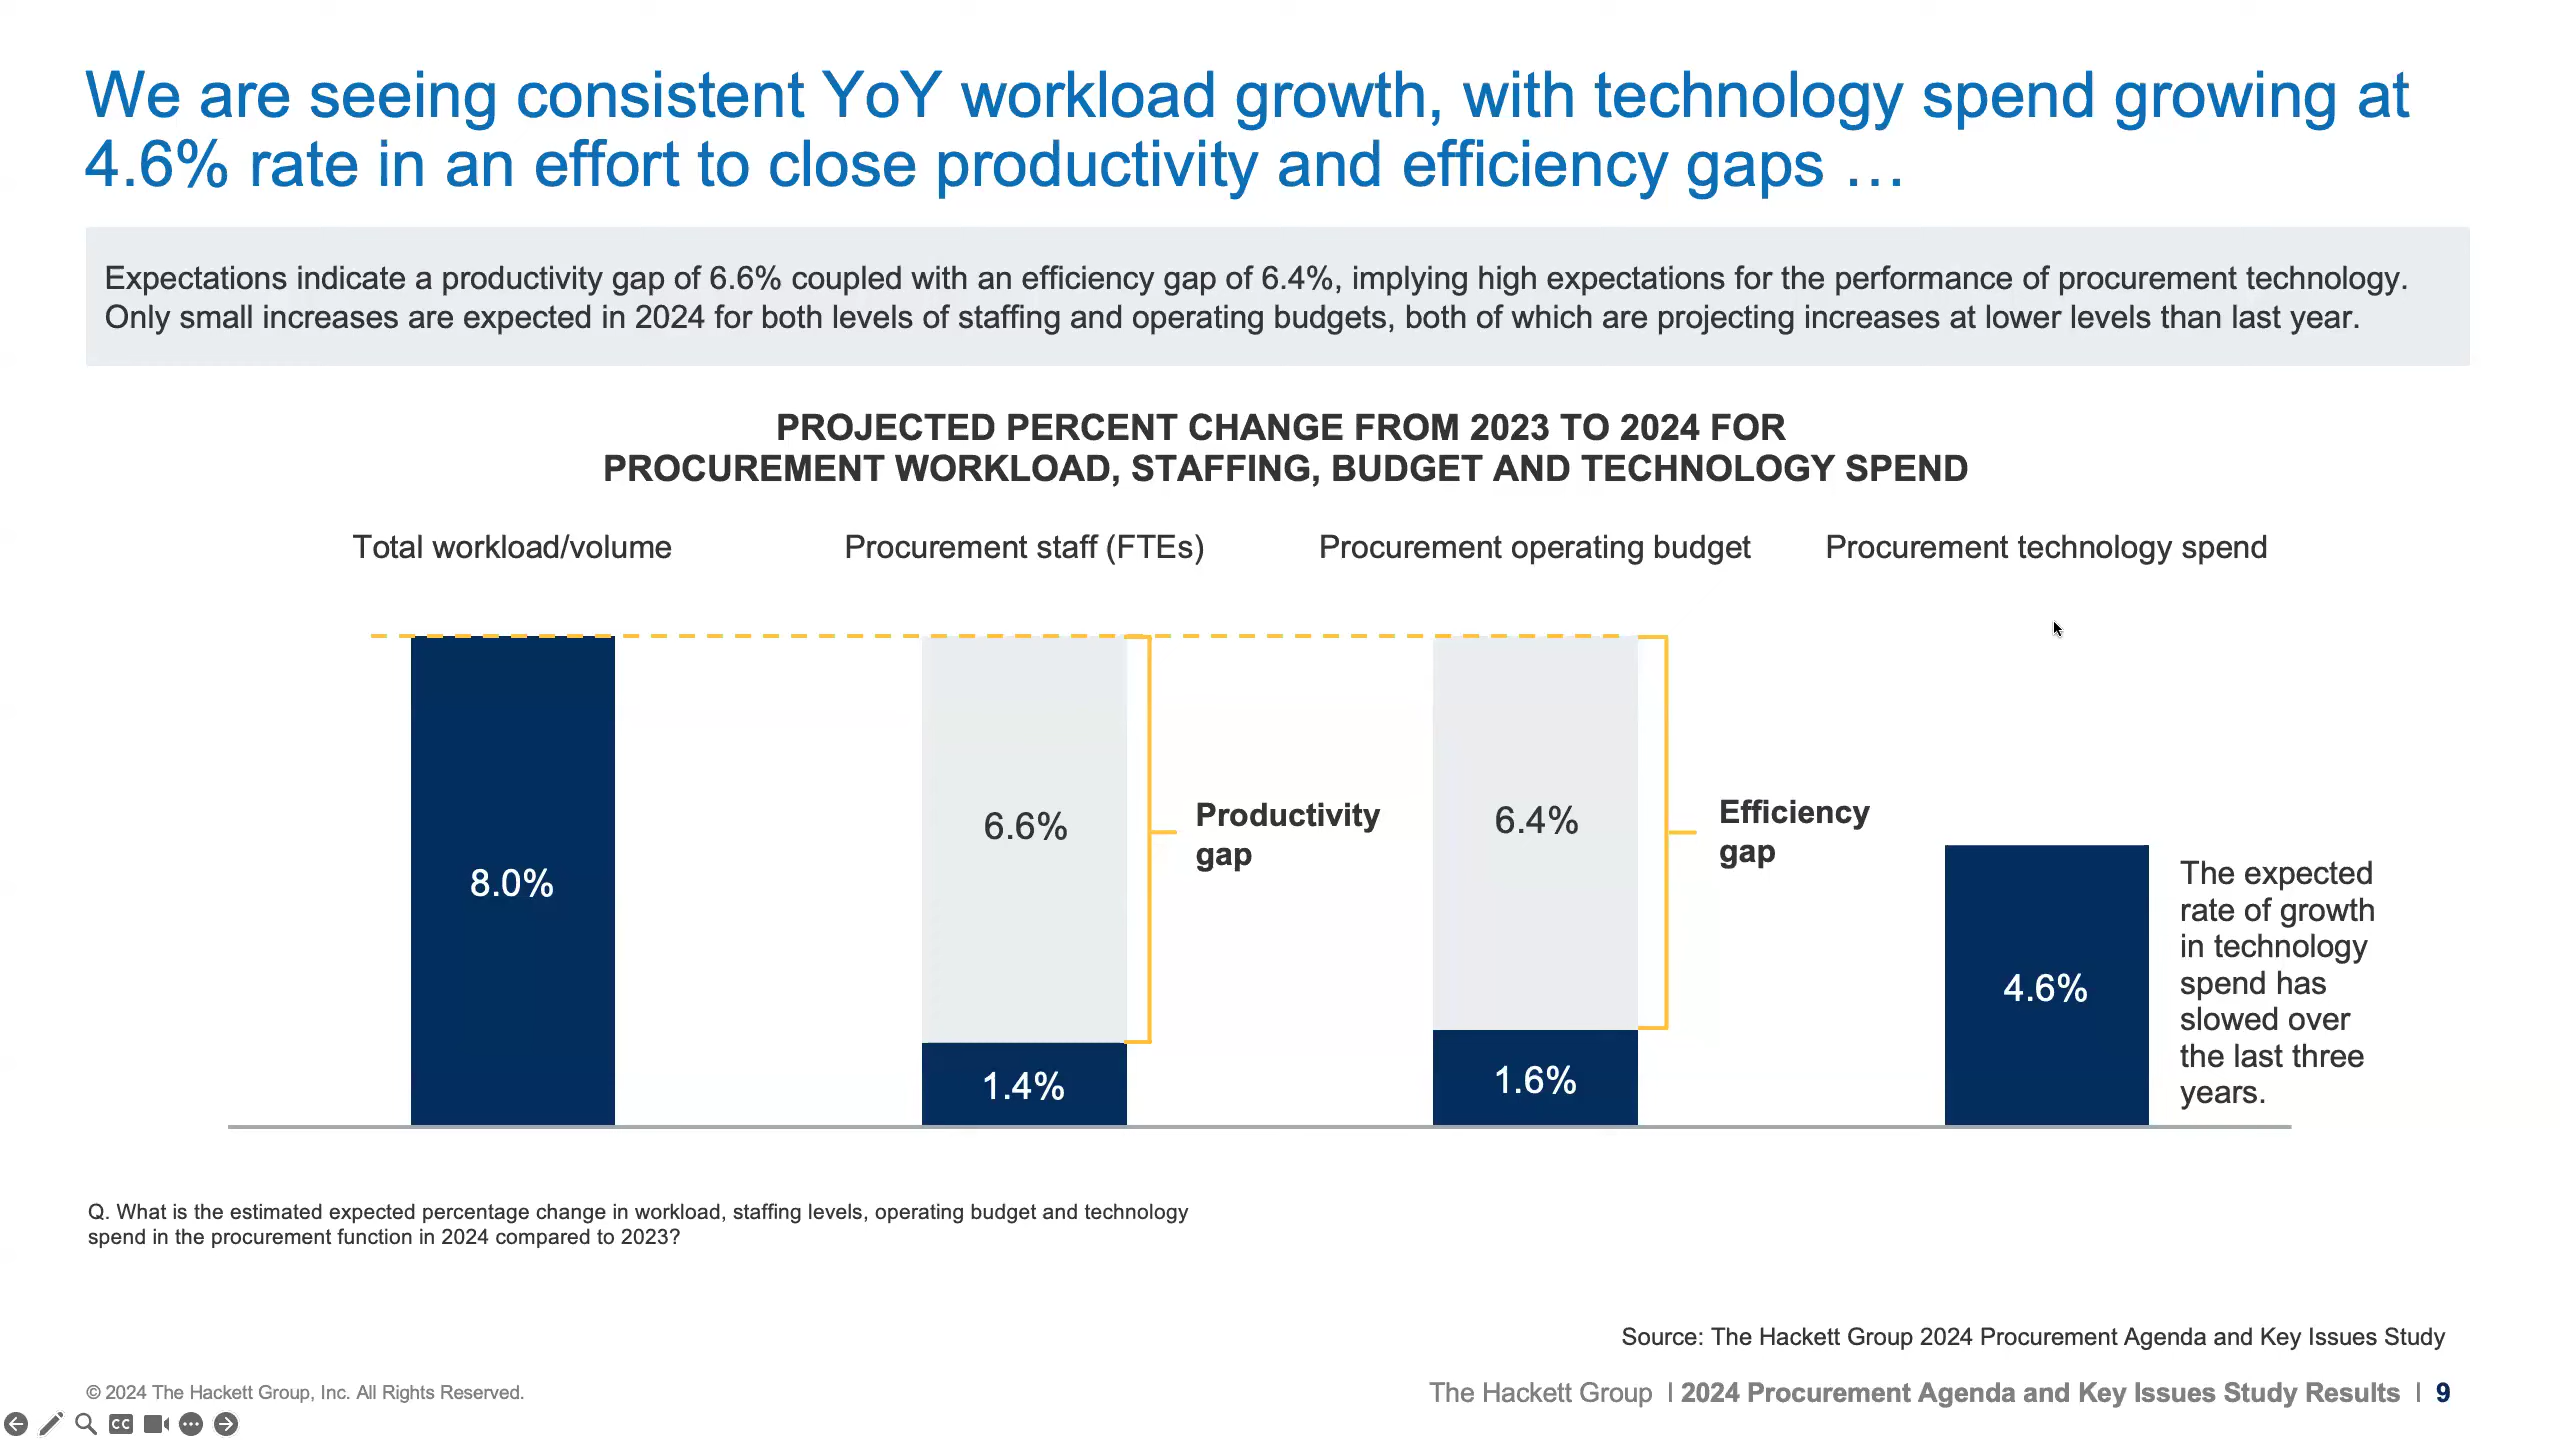 We are seeing consistent YoY workload growth, with technology spend growing at
4.6% rate in an effort to close productivity and efficiency gaps …
Expectations indicate a productivity gap of 6.6% coupled with an efficiency gap of 6.4%, implying high expectations for the performance of procurement technology.
Only small increases are expected in 2024 for both levels of staffing and operating budgets, both of which are projecting increases at lower levels than last year.
PROJECTED PERCENT CHANGE FROM 2023 TO 2024 FOR
PROCUREMENT WORKLOAD, STAFFING, BUDGET AND TECHNOLOGY SPEND
Total workload/volume
Procurement staff (FTEs)
Procurement operating budget
Procurement technology spend
8.0%
6.6%
1.4%
Productivity
gap
6.4%
1.6%
Efficiency
gap
4.6%
The expected
rate of growth
in technology
spend has
slowed over
the last three
years.
Q. What is the estimated expected percentage change in workload, staffing levels, operating budget and technology
spend in the procurement function in 2024 compared to 2023?
Source: The Hackett Group 2024 Procurement Agenda and Key Issues Study
© 2024 The Hackett Group, Inc. All Rights Reserved.
The Hackett Group | 2024 Procurement Agenda and Key Issues Study Results | 9
CC